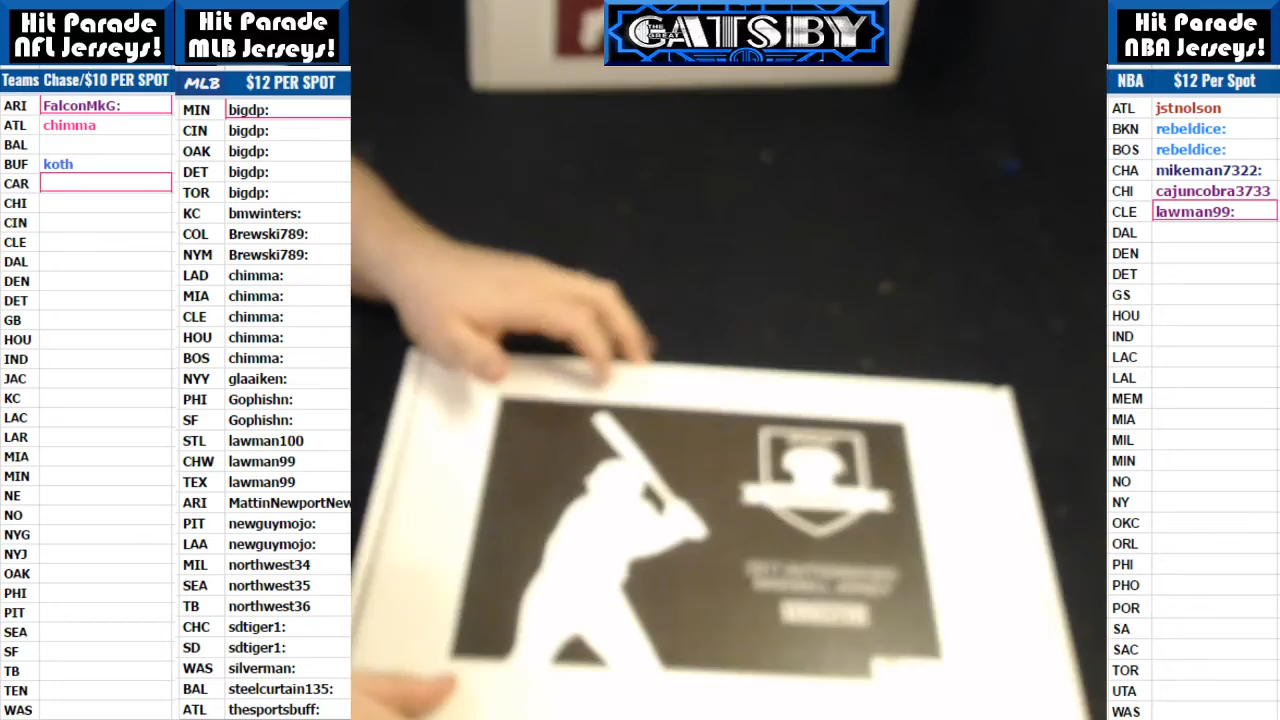 Hit Parade
NFL Jerseys!
Teams Chase/$10 PER SPOT
ARI FalconMkG:
ATL chimma
BAL
BUF koth
CAR
CHI
CIN
CLE
DAL
DEN
DET
GB
HOU
IND
JAC
KC
LAC
LAR
MIA
MIN
NE
NO
NYG
NYJ
OAK
PHI
PIT
SEA
SF
TB
TEN
WAS
Hit Parade
MLB Jerseys!
MLB $12 PER SPOT
MIN bigdp:
CIN bigdp:
OAK bigdp:
DET bigdp:
TOR bigdp:
KC bmwinters:
COL Brewski789:
NYM Brewski789:
LAD chimma:
MIA chimma:
CLE chimma:
HOU chimma:
BOS chimma:
NYY glaaiken:
PHI Gophishn:
SF Gophishn:
STL lawman100
CHW lawman99
TEX lawman99
ARI MattinNewportNew
PIT newguymojo:
LAA newguymojo:
MIL northwest34
SEA northwest35
TB northwest36
CHC sdtiger1:
SD sdtiger1:
WAS silverman:
BAL steelcurtain135:
ATL thesportsbuff:
THE GREAT
GATSBY
Hit Parade
NBA Jerseys!
NBA $12 Per Spot
ATL jstnolson
BKN rebeldice:
BOS rebeldice:
CHA mikeman7322:
CHI cajuncobra3733
CLE lawman99:
DAL
DEN
DET
GS
HOU
IND
LAC
LAL
MEM
MIA
MIL
MIN
NO
NY
OKC
ORL
PHI
PHO
POR
SA
SAC
TOR
UTA
WAS